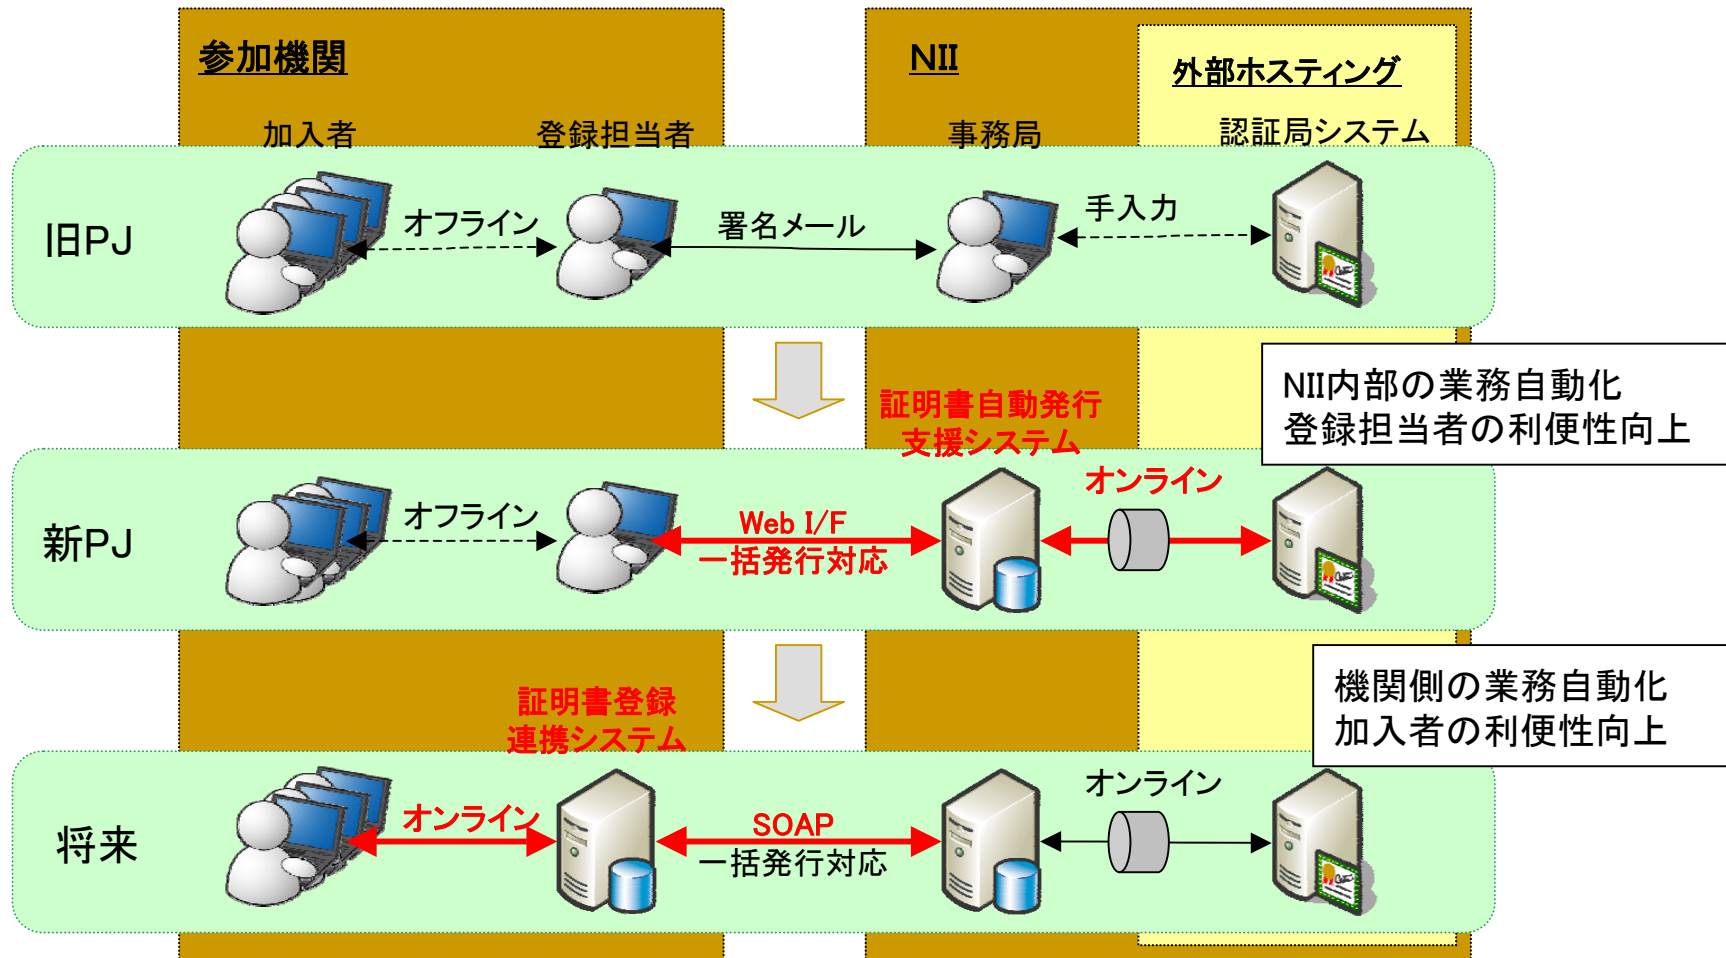 参加機関
NII
外部ホスティング
加入者
登録担当者
事務局
認証局システム
旧PJ
オフライン
署名メール
手入力
NII内部の業務自動化
登録担当者の利便性向上
証明書自動発行
支援システム
新PJ
オフライン
Web I/F
一括発行対応
オンライン
機関側の業務自動化
加入者の利便性向上
証明書登録
連携システム
将来
オンライン
SOAP
一括発行対応
オンライン